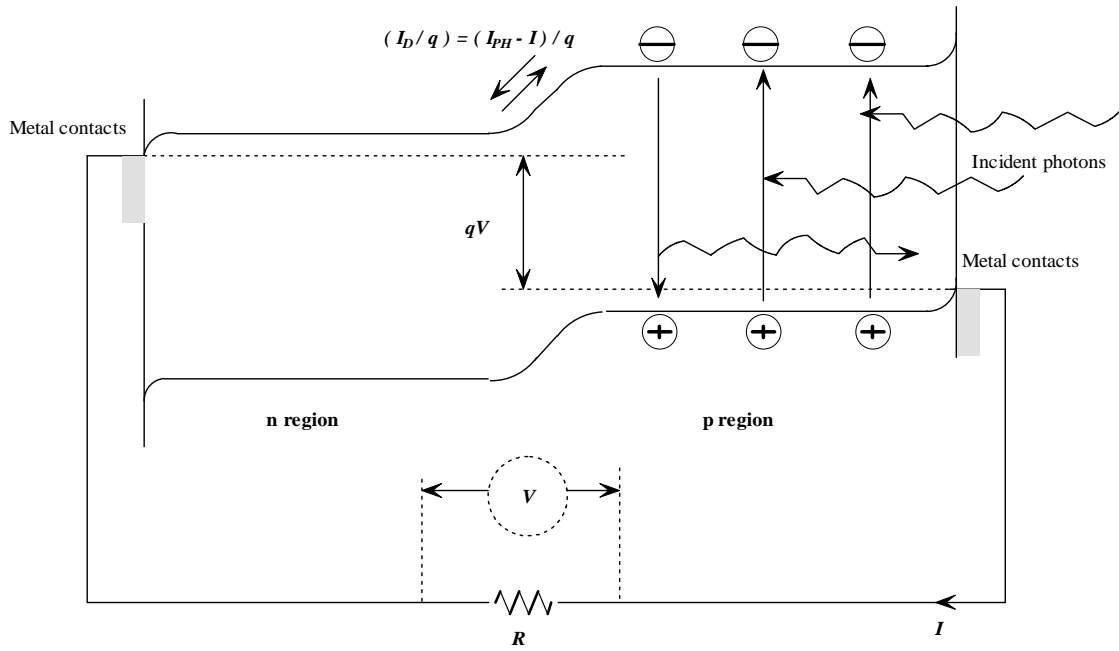 ( I_D / q ) = ( I_PH - I ) / q
Metal contacts
Incident photons
qV
Metal contacts
n region
p region
V
R
I